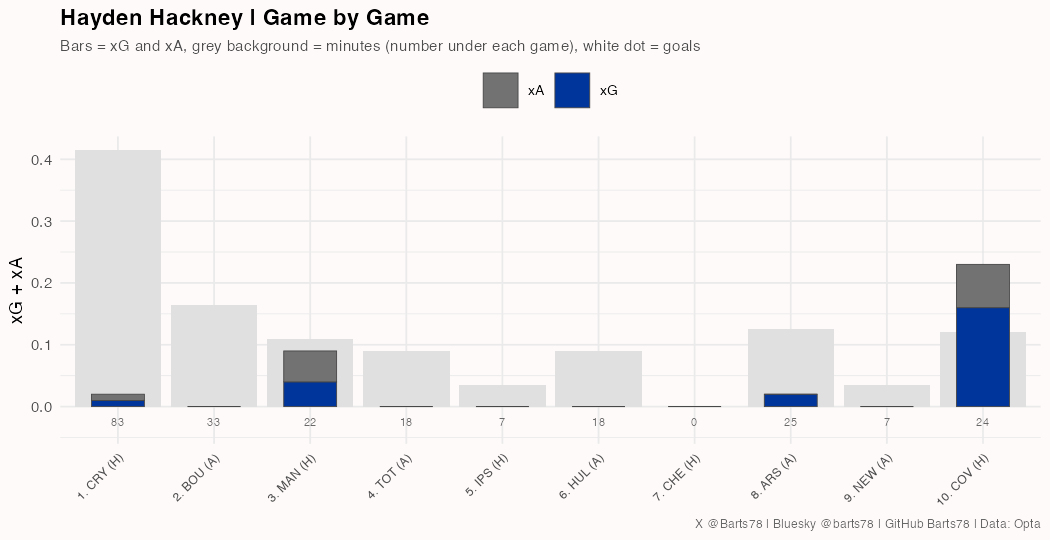 Hayden Hackney | Game by Game
Bars = xG and xA, grey background = minutes (number under each game), white dot = goals
xA
xG
xG + xA
0.4
0.3
0.2
0.1
0.0
83
33
22
18
7
18
0
25
7
24
1. CRY (H)
2. BOU (A)
3. MAN (H)
4. TOT (A)
5. IPS (H)
6. HUL (A)
7. CHE (H)
8. ARS (A)
9. NEW (A)
10. COV (H)
X @Barts78 | Bluesky @barts78 | GitHub Barts78 | Data: Opta